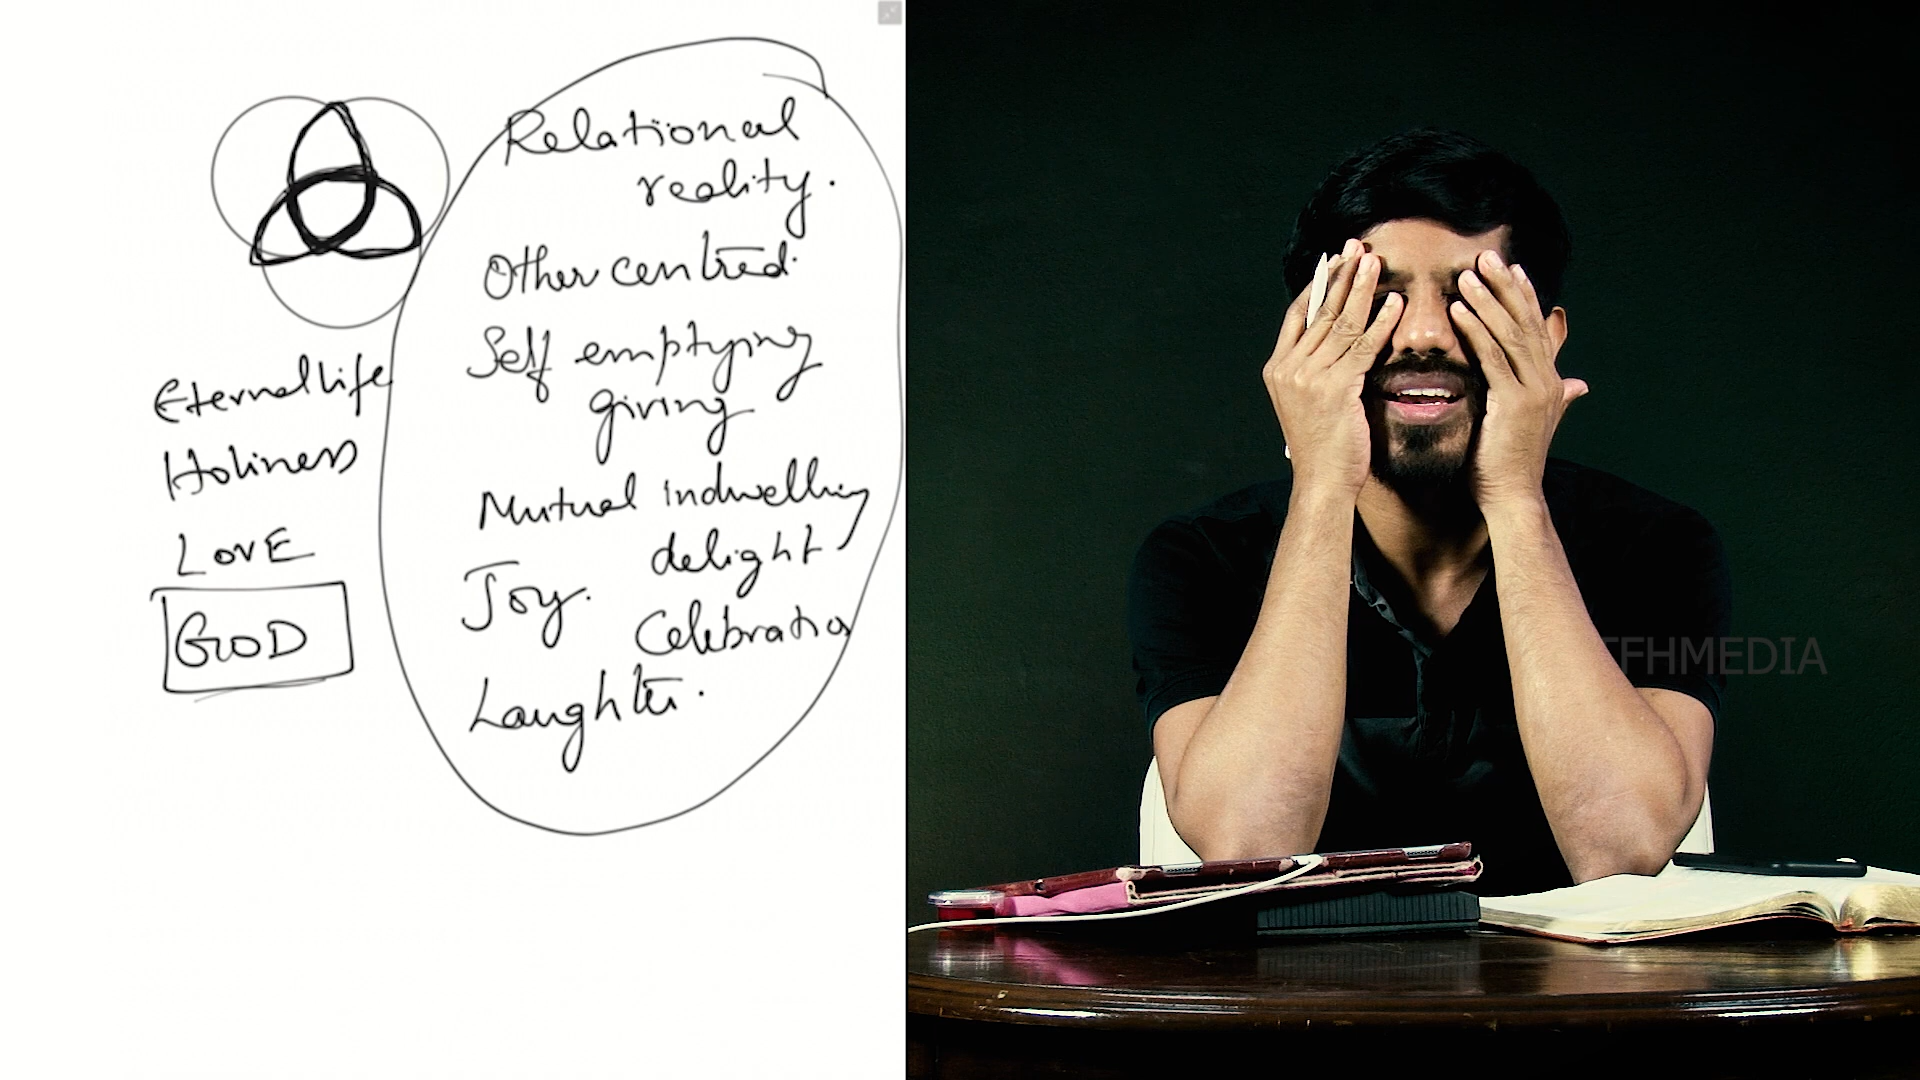 Relational
reality.
Other centred.
Self emptying
giving
Mutual indwelling
delight
Joy.
Celebration
Laughter.
Eternal life
Holiness
LOVE
GOD
TFHMEDIA